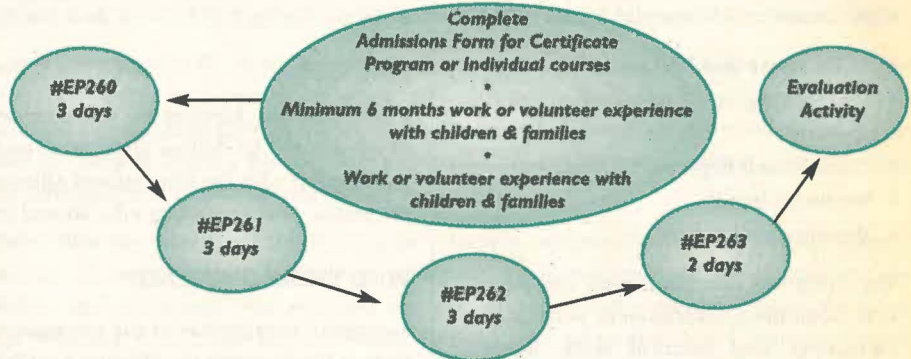 Complete
Admissions Form for Certificate
Program or Individual courses
*
Minimum 6 months work or volunteer experience
with children & families
*
Work or volunteer experience with
children & families
#EP260
3 days
#EP261
3 days
#EP262
3 days
#EP263
2 days
Evaluation
Activity